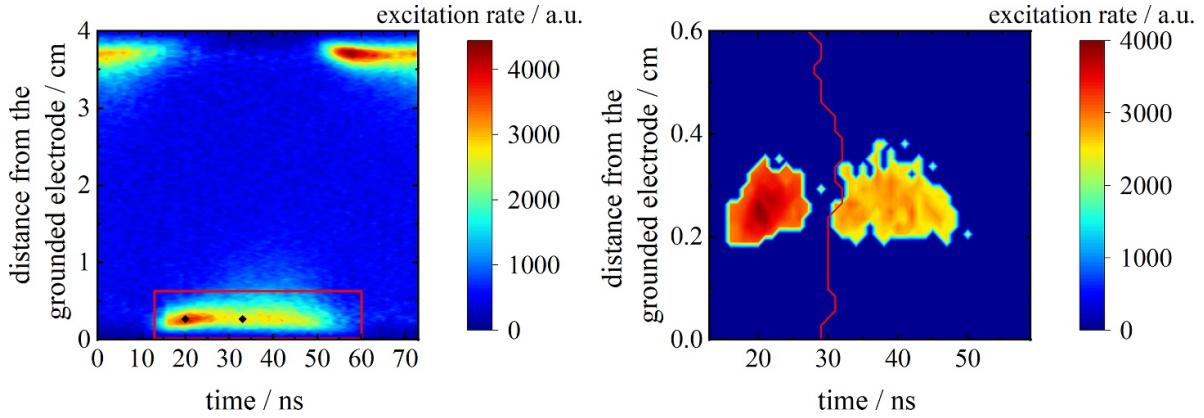 excitation rate / a.u.
distance from the
grounded electrode / cm
4
3
2
1
0
0 10 20 30 40 50 60 70
time / ns
4000
3000
2000
1000
0
excitation rate / a.u.
distance from the
grounded electrode / cm
0.6
0.4
0.2
0.0
20 30 40 50
time / ns
4000
3000
2000
1000
0